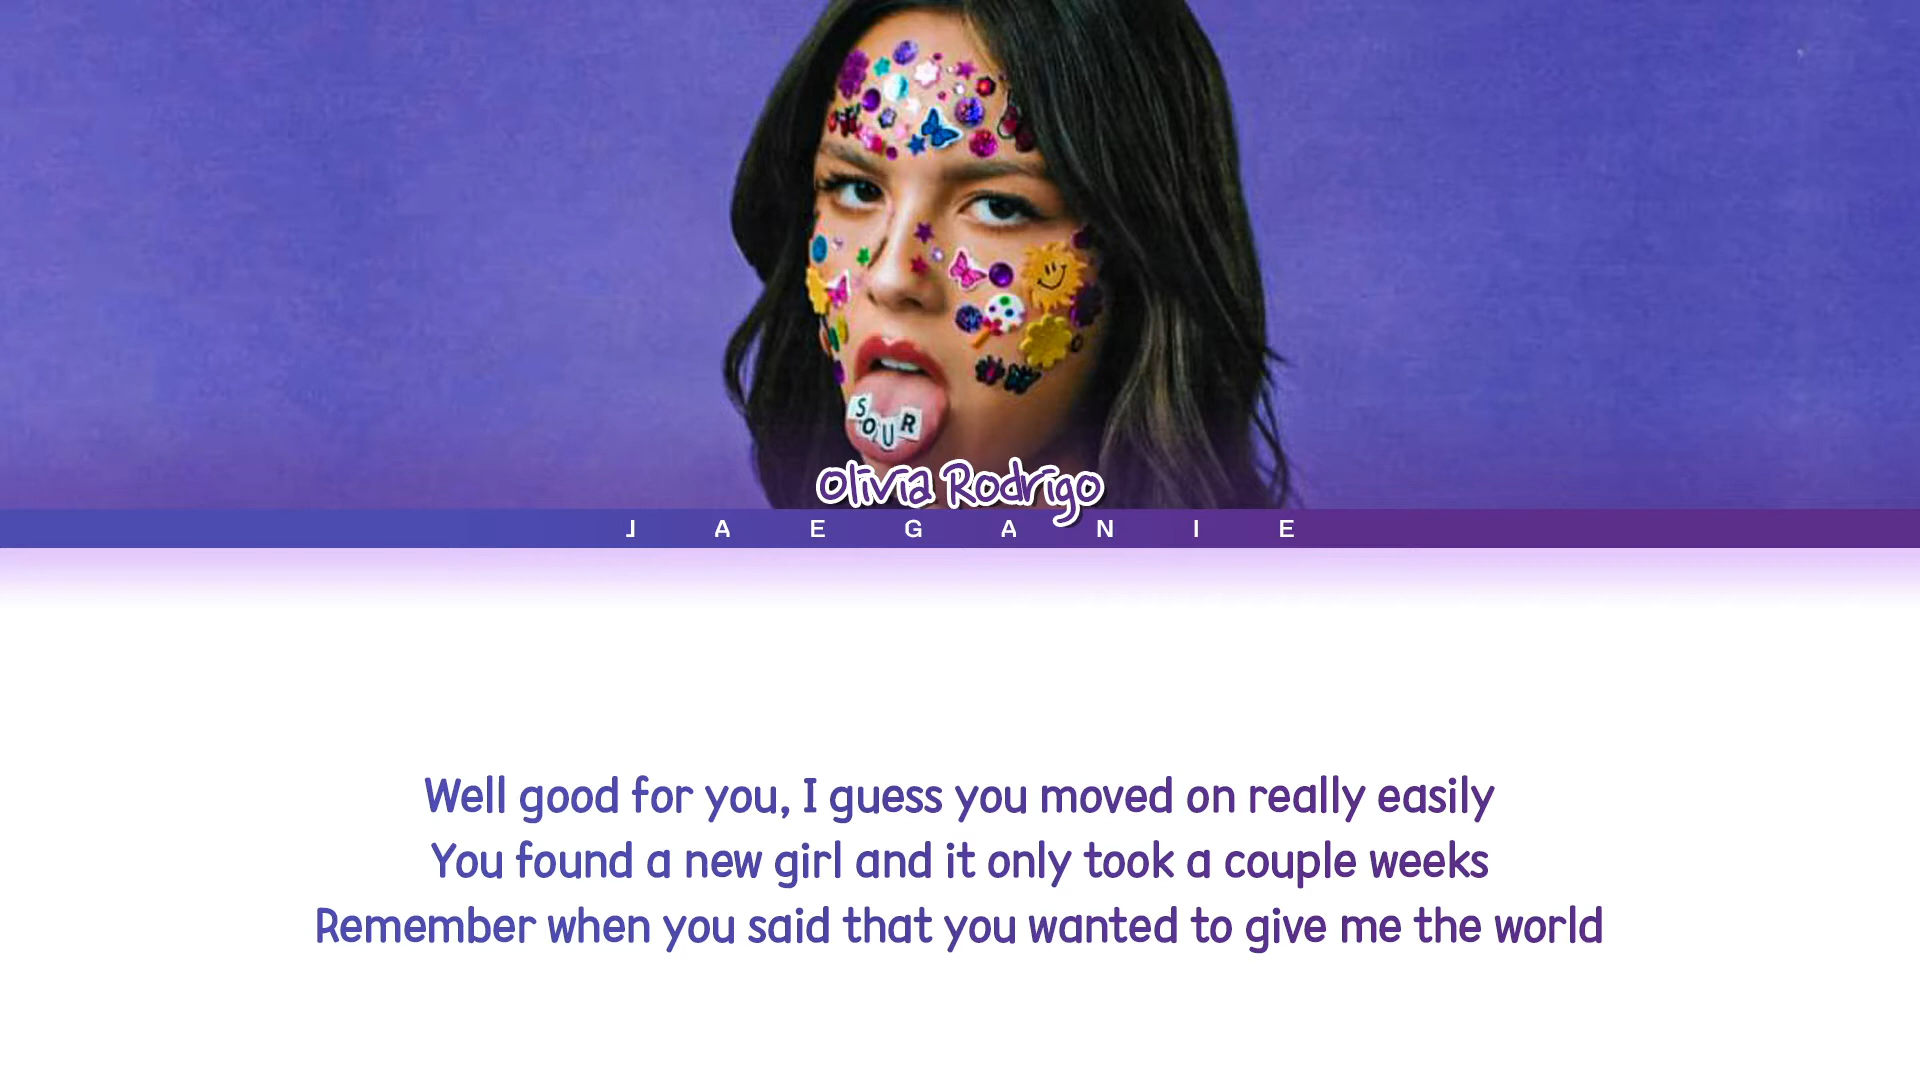 SOUR
Olivia Rodrigo
JAEGANIE
Well good for you, I guess you moved on really easily
You found a new girl and it only took a couple weeks
Remember when you said that you wanted to give me the world